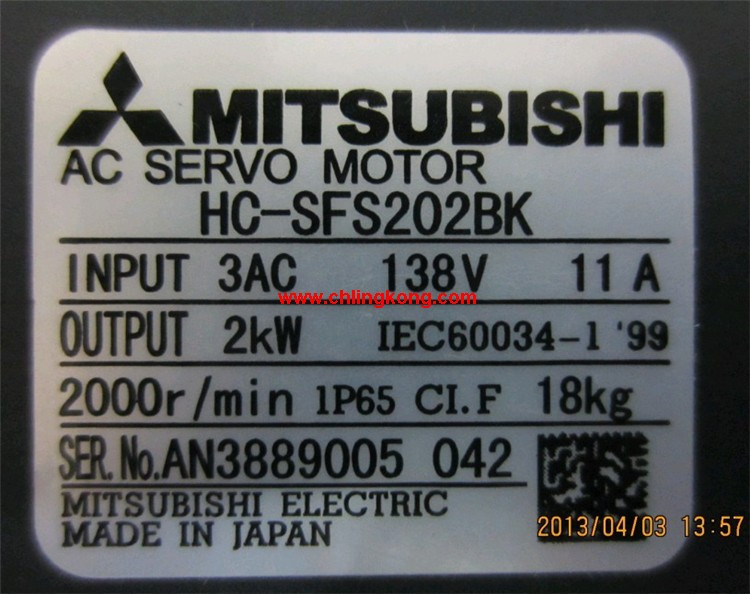 MITSUBISHI
AC SERVO MOTOR
HC-SFS202BK
INPUT 3AC 138V 11 A
www.chlingkong.com
OUTPUT 2kW IEC60034-1 '99
2000r/min IP65 CI.F 18kg
SER.No.AN3889005 042
MITSUBISHI ELECTRIC
MADE IN JAPAN
2013/04/03 13:57